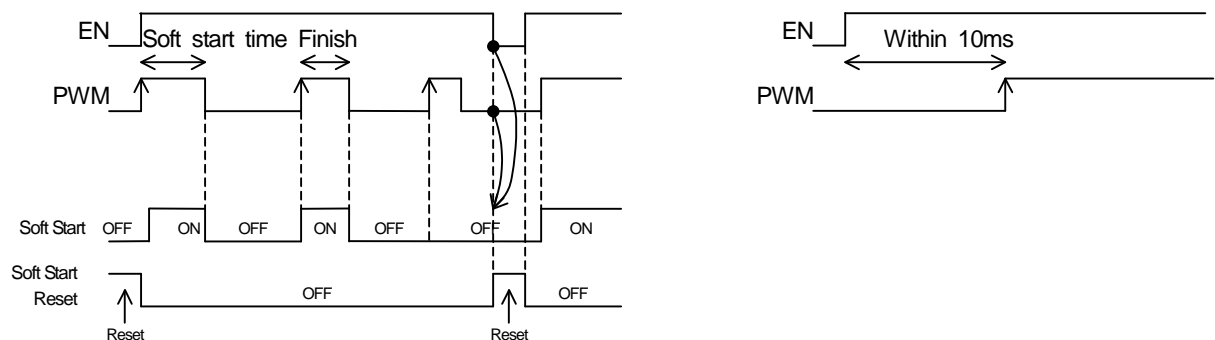 EN
Soft start time Finish
PWM
Soft Start OFF ON OFF ON OFF OFF ON
Soft Start
Reset
OFF OFF
Reset Reset
EN
Within 10ms
PWM